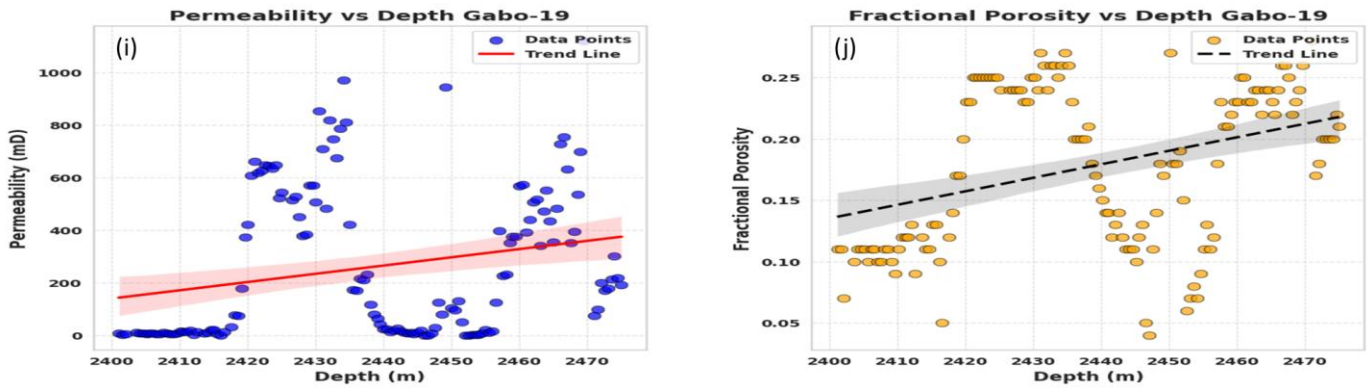 Permeability vs Depth Gabo-19
(i)
Data Points
Trend Line
1000
800
600
400
200
0
Permeability (mD)
2400 2410 2420 2430 2440 2450 2460 2470
Depth (m)
Fractional Porosity vs Depth Gabo-19
(j)
Data Points
Trend Line
0.25
0.20
0.15
0.10
0.05
Fractional Porosity
2400 2410 2420 2430 2440 2450 2460 2470
Depth (m)